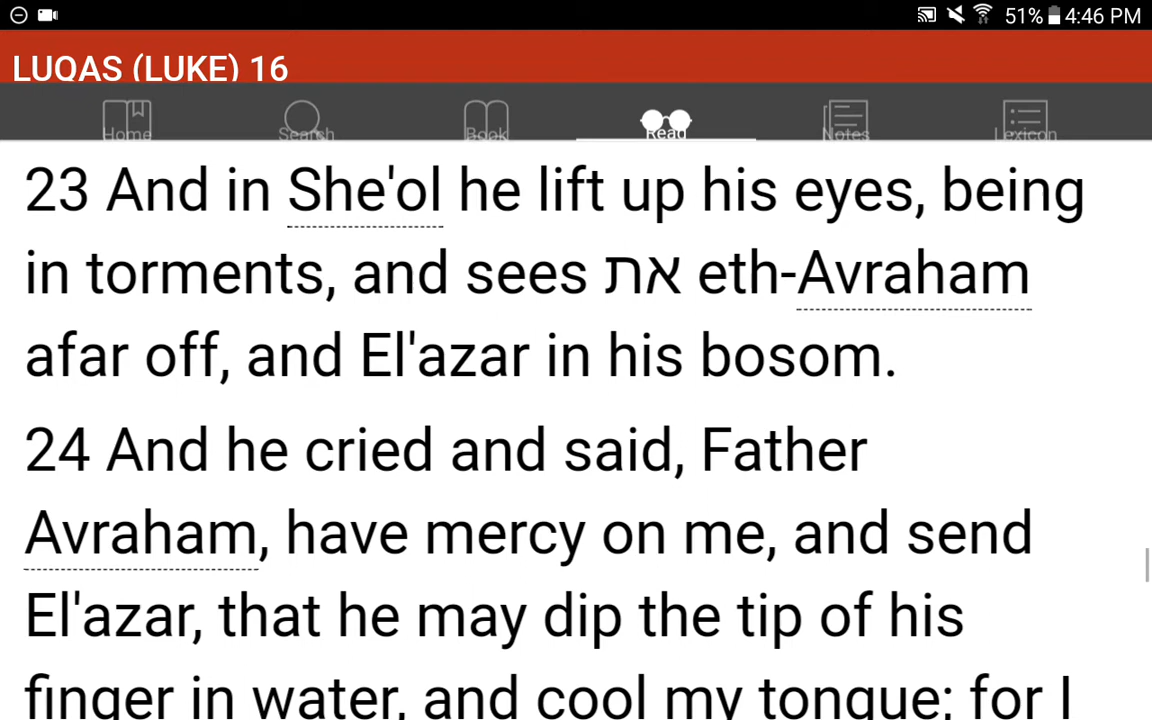 51% 4:46 PM
LUQAS (LUKE) 16
Home Search Book Read Notes Lexicon
23 And in She'ol he lift up his eyes, being
in torments, and sees את eth-Avraham
afar off, and El'azar in his bosom.
24 And he cried and said, Father
Avraham, have mercy on me, and send
El'azar, that he may dip the tip of his
finger in water, and cool my tongue; for I